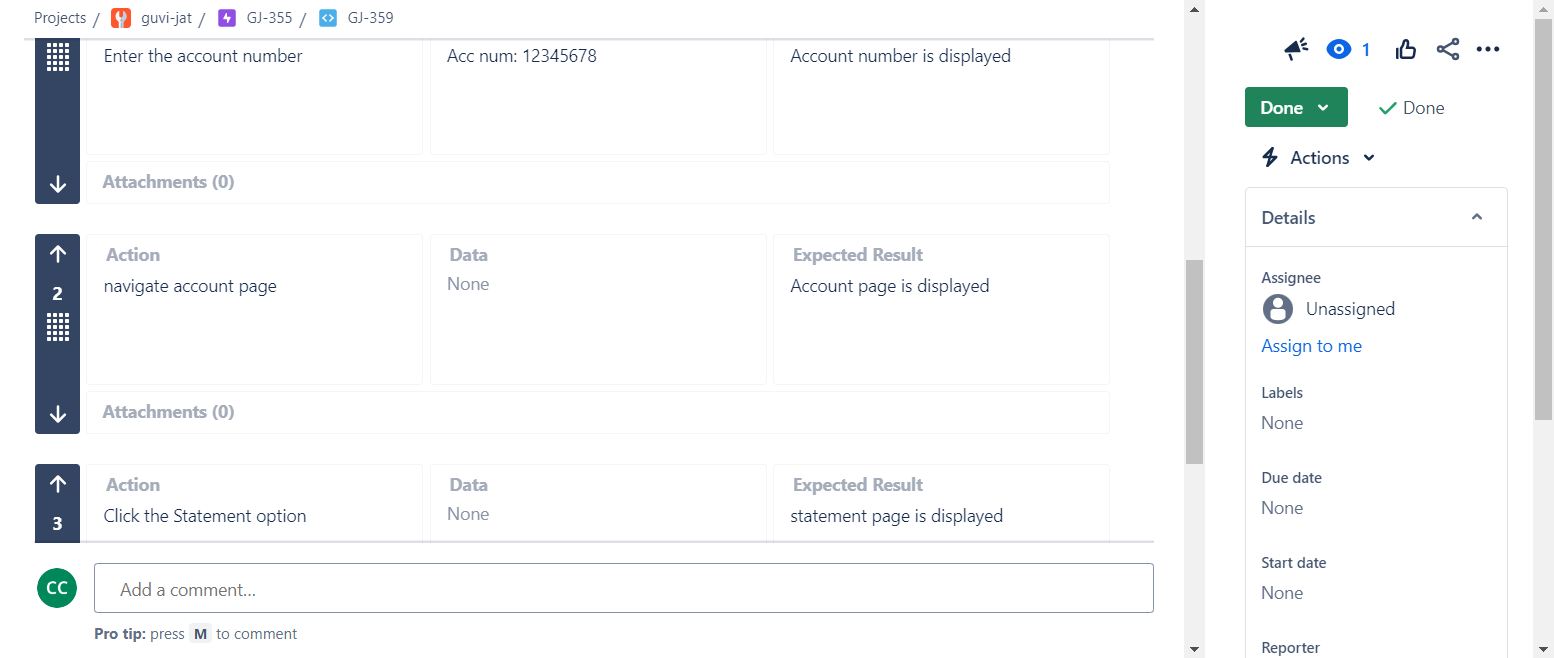 Projects / guvi-jat / GJ-355 / GJ-359
Enter the account number
Acc num: 12345678
Account number is displayed
Attachments (0)
2
Action
navigate account page
Data
None
Expected Result
Account page is displayed
Attachments (0)
3
Action
Click the Statement option
Data
None
Expected Result
statement page is displayed
CC
Add a comment...
Pro tip: press M to comment
1
Done
Done
Actions
Details
Assignee
Unassigned
Assign to me
Labels
None
Due date
None
Start date
None
Reporter